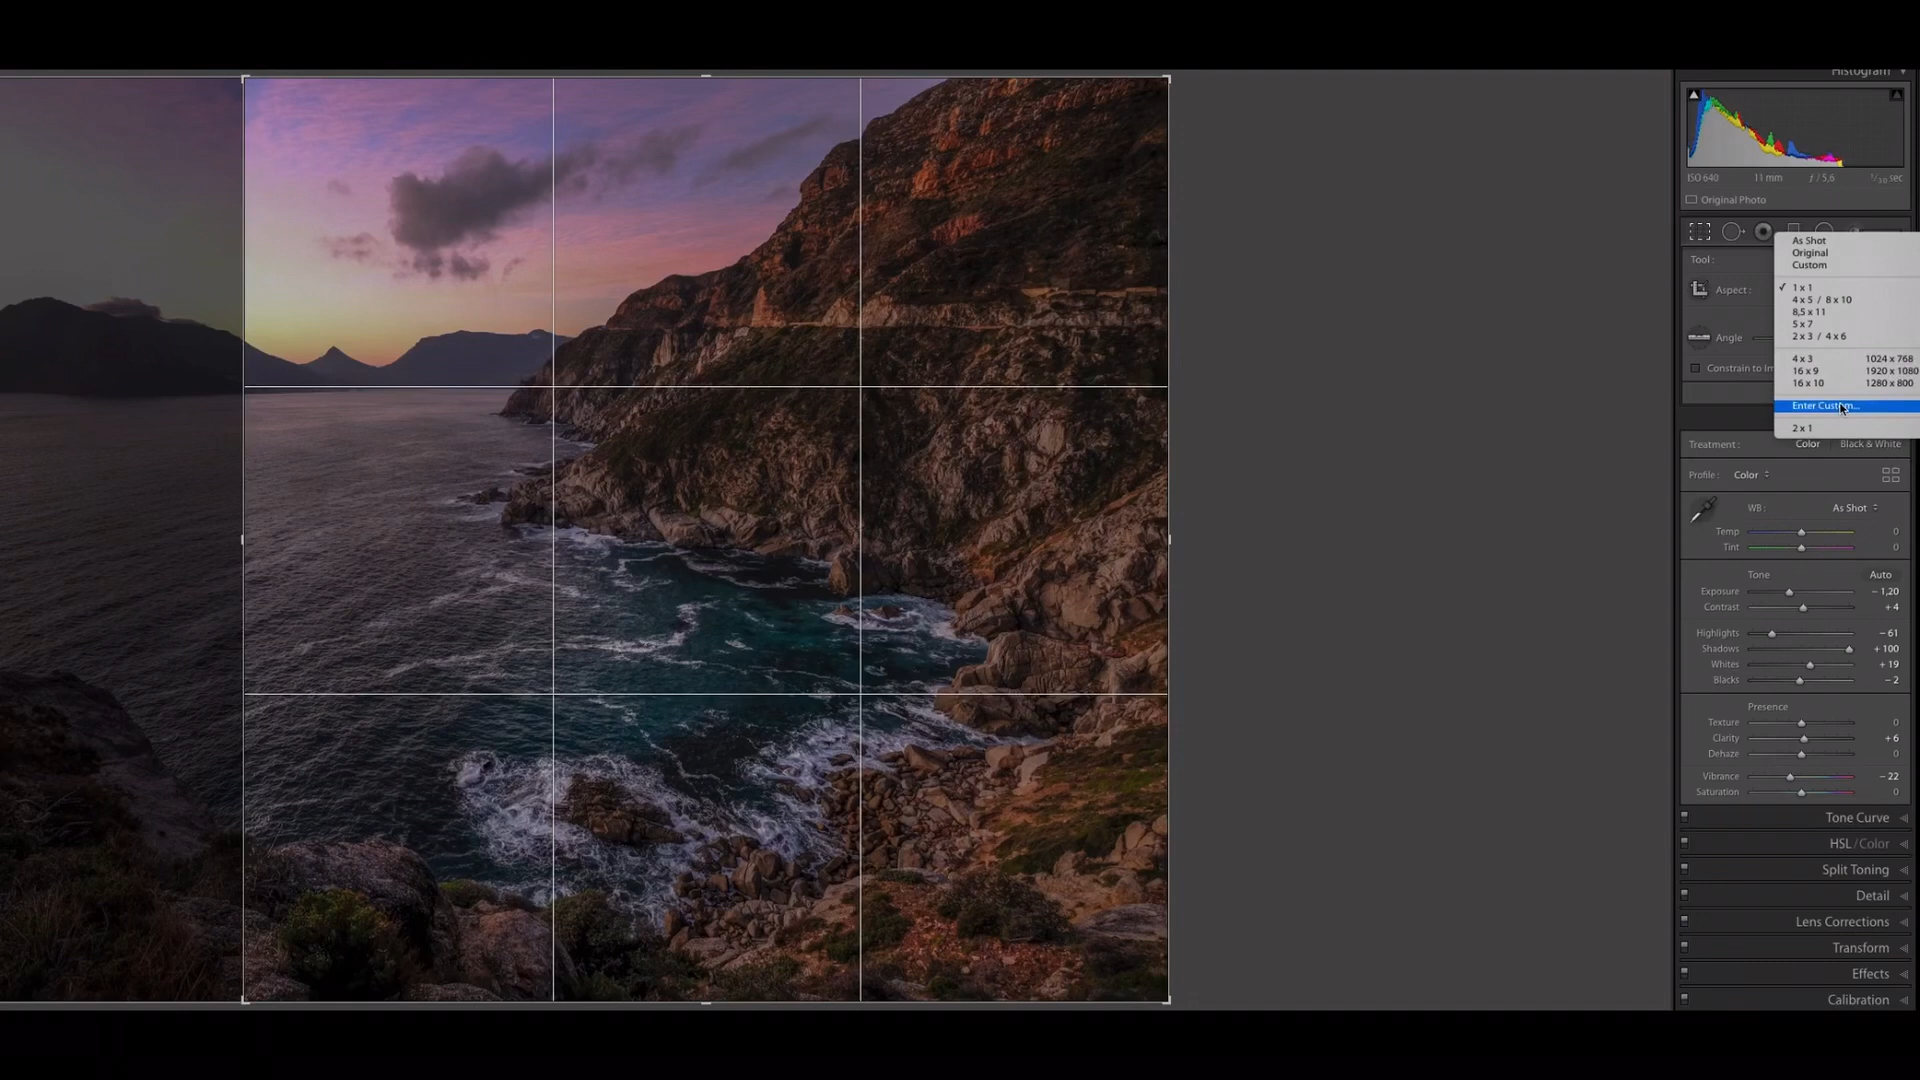 Histogram
ISO 640 11 mm ƒ / 5,6 1/30 sec
Original Photo
Tool :
As Shot
Original
Custom
Aspect :
✓ 1 x 1
4 x 5 / 8 x 10
8,5 x 11
5 x 7
2 x 3 / 4 x 6
Angle
4 x 3 1024 x 768
16 x 9 1920 x 1080
16 x 10 1280 x 800
Constrain to Im
Enter Custom...
2 x 1
Treatment : Color Black & White
Profile : Color
WB : As Shot
Temp 0
Tint 0
Tone Auto
Exposure − 1,20
Contrast + 4
Highlights − 61
Shadows + 100
Whites + 19
Blacks − 2
Presence
Texture 0
Clarity + 6
Dehaze 0
Vibrance − 22
Saturation 0
Tone Curve
HSL / Color
Split Toning
Detail
Lens Corrections
Transform
Effects
Calibration